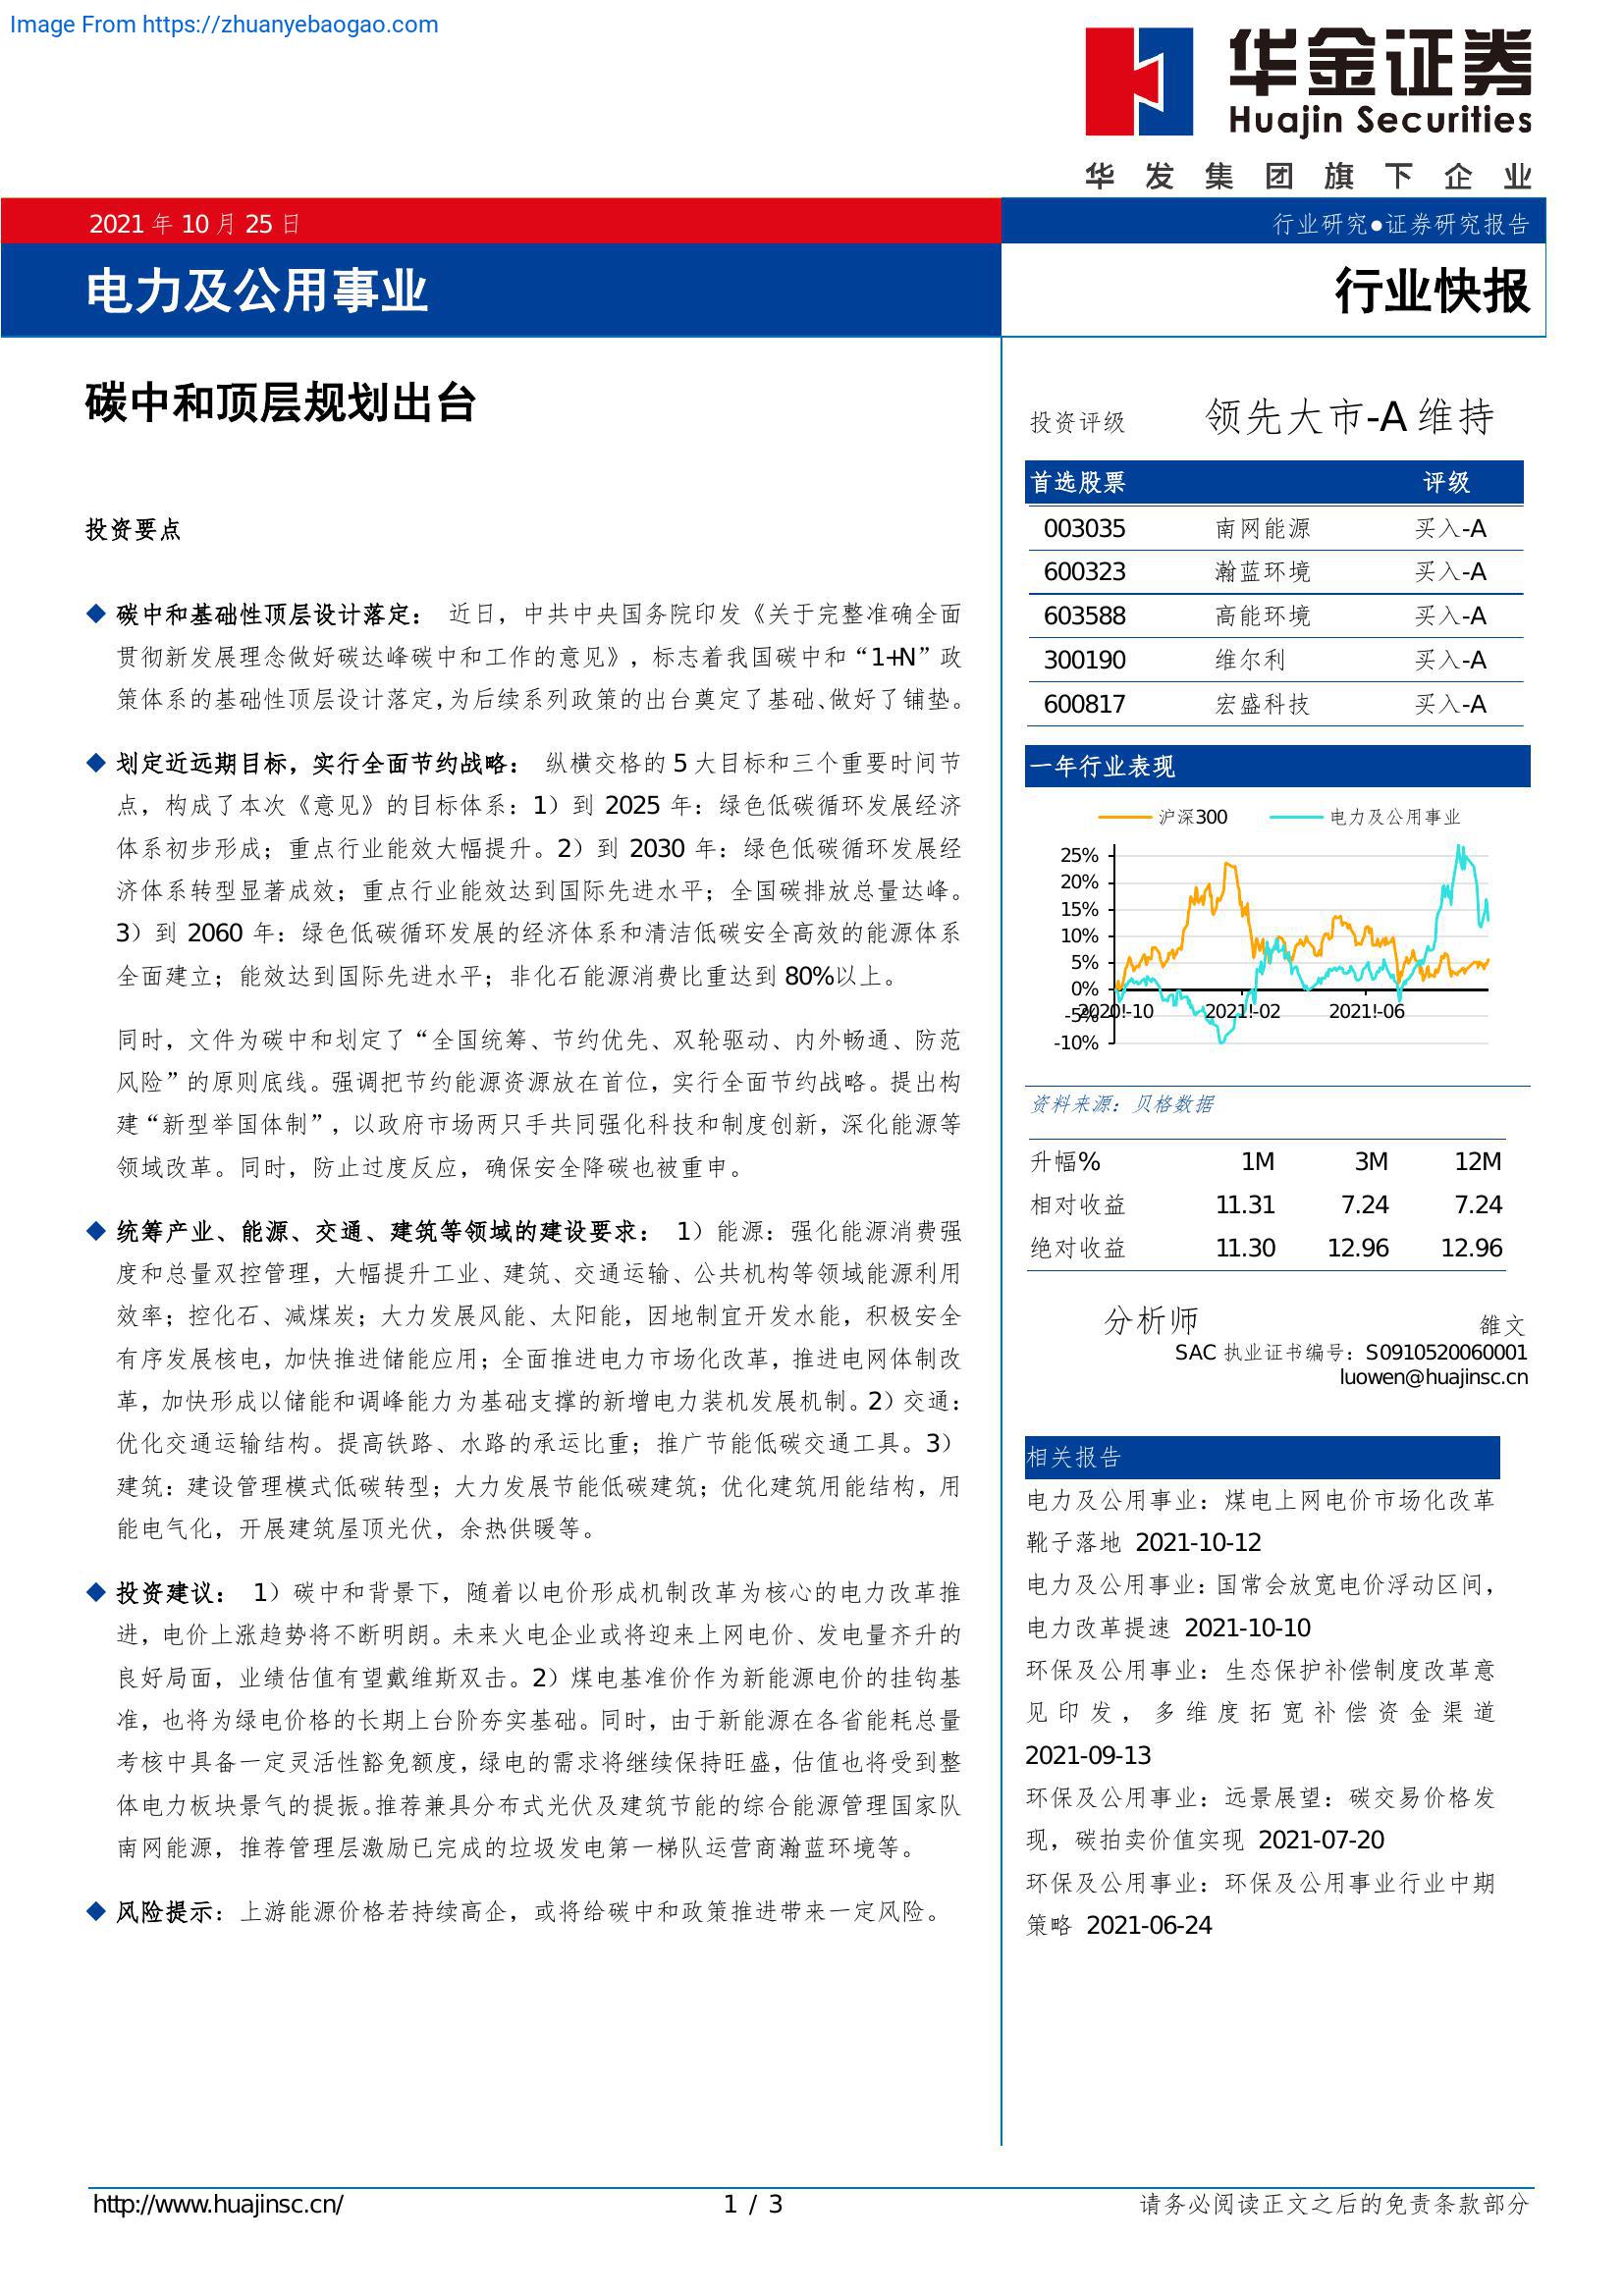 Image From https://zhuanyebaogao.com
华金证券
Huajin Securities
华发集团旗下企业
2021 年 10 月 25 日
行业研究●证券研究报告
电力及公用事业
行业快报
碳中和顶层规划出台
投资要点
◆ 碳中和基础性顶层设计落定： 近日，中共中央国务院印发《关于完整准确全面
贯彻新发展理念做好碳达峰碳中和工作的意见》，标志着我国碳中和“1+N”政
策体系的基础性顶层设计落定，为后续系列政策的出台奠定了基础、做好了铺垫。
◆ 划定近远期目标，实行全面节约战略： 纵横交格的 5 大目标和三个重要时间节
点，构成了本次《意见》的目标体系：1）到 2025 年：绿色低碳循环发展经济
体系初步形成；重点行业能效大幅提升。2）到 2030 年：绿色低碳循环发展经
济体系转型显著成效；重点行业能效达到国际先进水平；全国碳排放总量达峰。
3）到 2060 年：绿色低碳循环发展的经济体系和清洁低碳安全高效的能源体系
全面建立；能效达到国际先进水平；非化石能源消费比重达到 80%以上。
同时，文件为碳中和划定了“全国统筹、节约优先、双轮驱动、内外畅通、防范
风险”的原则底线。强调把节约能源资源放在首位，实行全面节约战略。提出构
建“新型举国体制”，以政府市场两只手共同强化科技和制度创新，深化能源等
领域改革。同时，防止过度反应，确保安全降碳也被重申。
◆ 统筹产业、能源、交通、建筑等领域的建设要求： 1）能源：强化能源消费强
度和总量双控管理，大幅提升工业、建筑、交通运输、公共机构等领域能源利用
效率；控化石、减煤炭；大力发展风能、太阳能，因地制宜开发水能，积极安全
有序发展核电，加快推进储能应用；全面推进电力市场化改革，推进电网体制改
革，加快形成以储能和调峰能力为基础支撑的新增电力装机发展机制。2）交通：
优化交通运输结构。提高铁路、水路的承运比重；推广节能低碳交通工具。3）
建筑：建设管理模式低碳转型；大力发展节能低碳建筑；优化建筑用能结构，用
能电气化，开展建筑屋顶光伏，余热供暖等。
◆ 投资建议： 1）碳中和背景下，随着以电价形成机制改革为核心的电力改革推
进，电价上涨趋势将不断明朗。未来火电企业或将迎来上网电价、发电量齐升的
良好局面，业绩估值有望戴维斯双击。2）煤电基准价作为新能源电价的挂钩基
准，也将为绿电价格的长期上台阶夯实基础。同时，由于新能源在各省能耗总量
考核中具备一定灵活性豁免额度，绿电的需求将继续保持旺盛，估值也将受到整
体电力板块景气的提振。推荐兼具分布式光伏及建筑节能的综合能源管理国家队
南网能源，推荐管理层激励已完成的垃圾发电第一梯队运营商瀚蓝环境等。
◆ 风险提示：上游能源价格若持续高企，或将给碳中和政策推进带来一定风险。
投资评级 领先大市-A 维持
首选股票 评级
003035 南网能源 买入-A
600323 瀚蓝环境 买入-A
603588 高能环境 买入-A
300190 维尔利 买入-A
600817 宏盛科技 买入-A
一年行业表现
沪深300 电力及公用事业
25%
20%
15%
10%
5%
0%
-5%
-10%
2020!-10 2021!-02 2021!-06
资料来源：贝格数据
升幅% 1M 3M 12M
相对收益 11.31 7.24 7.24
绝对收益 11.30 12.96 12.96
分析师 雒文
SAC 执业证书编号：S0910520060001
luowen@huajinsc.cn
相关报告
电力及公用事业：煤电上网电价市场化改革
靴子落地 2021-10-12
电力及公用事业：国常会放宽电价浮动区间，
电力改革提速 2021-10-10
环保及公用事业：生态保护补偿制度改革意
见印发，多维度拓宽补偿资金渠道
2021-09-13
环保及公用事业：远景展望：碳交易价格发
现，碳拍卖价值实现 2021-07-20
环保及公用事业：环保及公用事业行业中期
策略 2021-06-24
http://www.huajinsc.cn/ 1 / 3 请务必阅读正文之后的免责条款部分